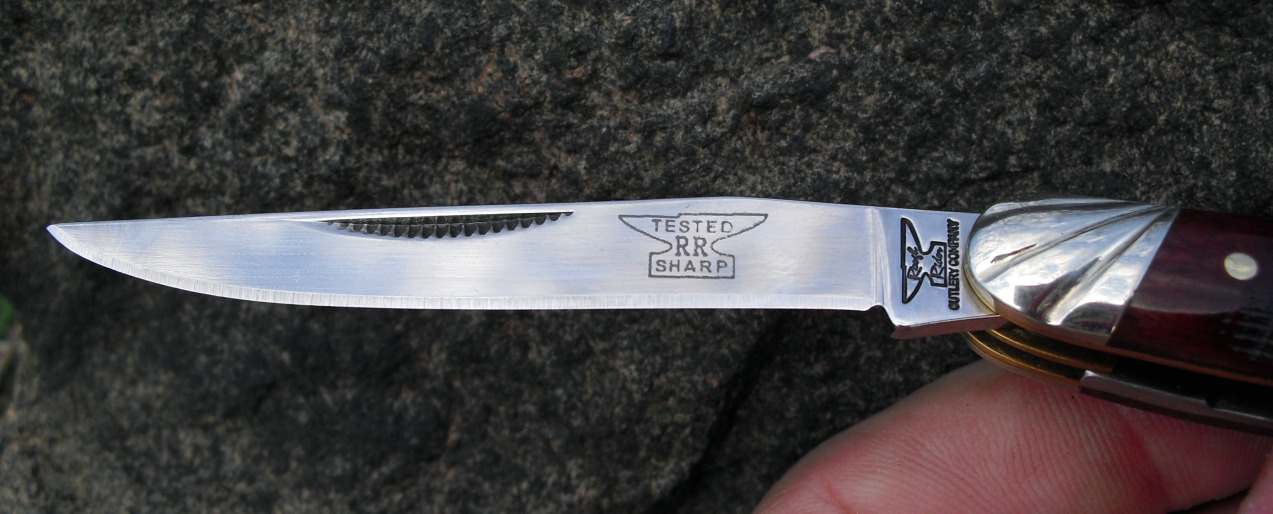 TESTED
RR
SHARP
Rough Rider
CUTLERY COMPANY